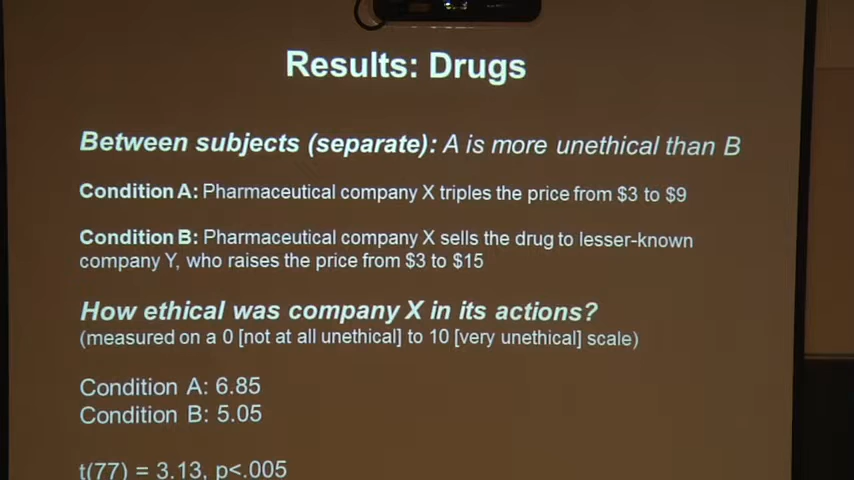 Results: Drugs
Between subjects (separate): A is more unethical than B
Condition A: Pharmaceutical company X triples the price from $3 to $9
Condition B: Pharmaceutical company X sells the drug to lesser-known
company Y, who raises the price from $3 to $15
How ethical was company X in its actions?
(measured on a 0 [not at all unethical] to 10 [very unethical] scale)
Condition A: 6.85
Condition B: 5.05
t(77) = 3.13, p<.005